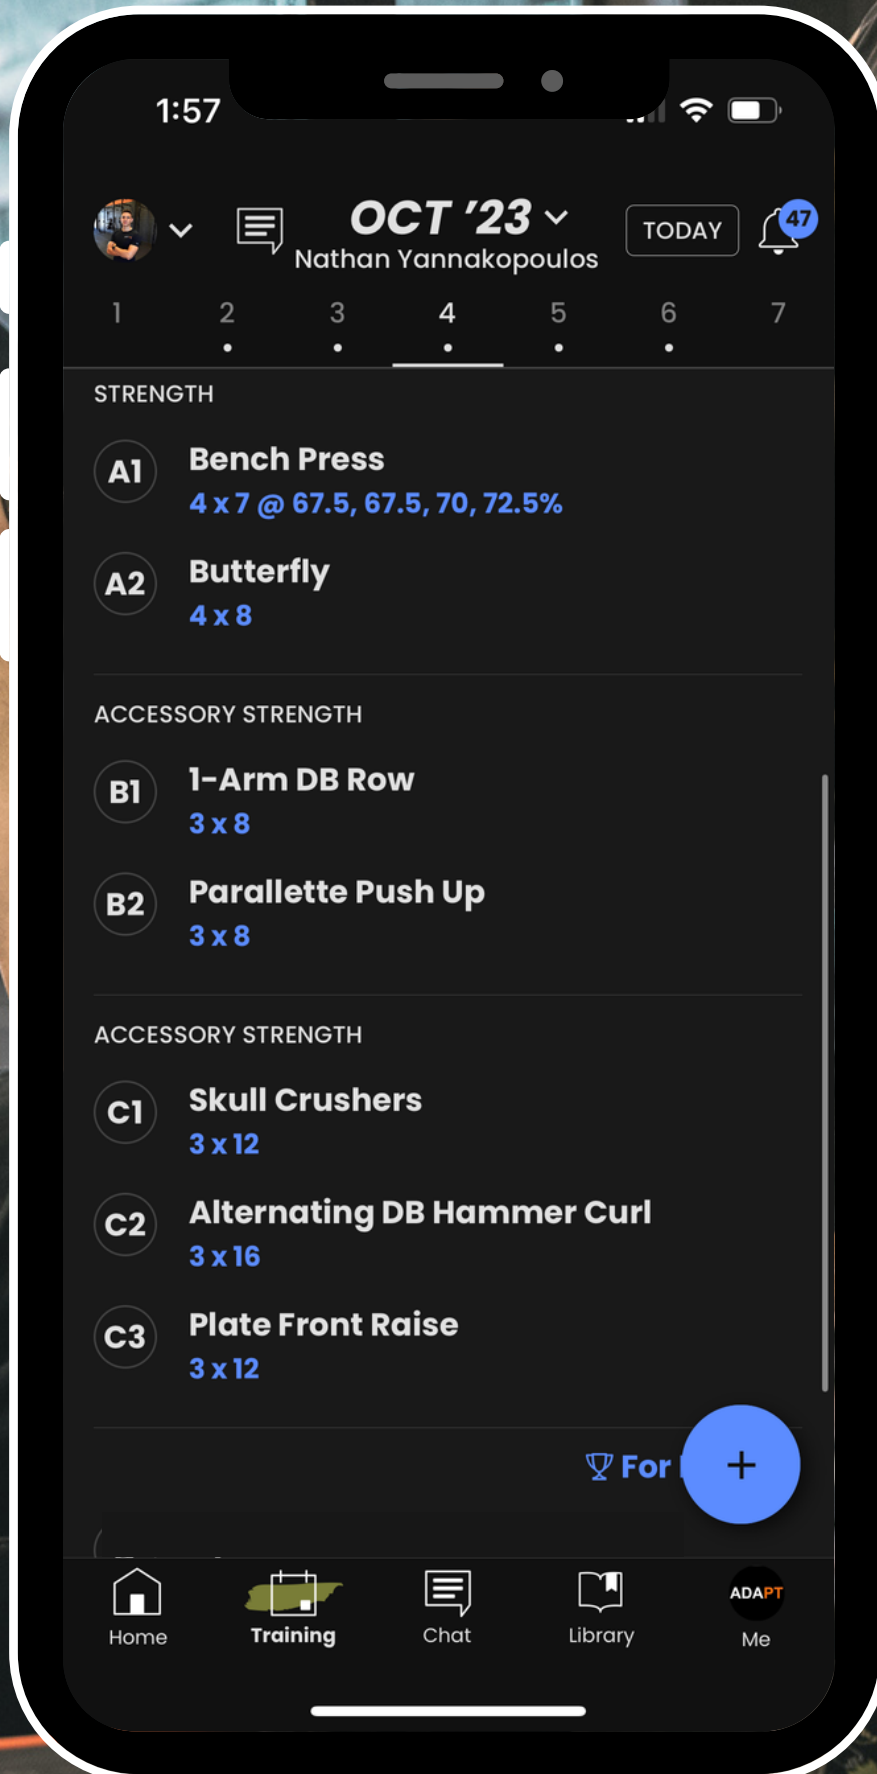 1:57
OCT ’23
Nathan Yannakopoulos
TODAY
47
1 2 3 4 5 6 7
STRENGTH
A1 Bench Press
4 x 7 @ 67.5, 67.5, 70, 72.5%
A2 Butterfly
4 x 8
ACCESSORY STRENGTH
B1 1-Arm DB Row
3 x 8
B2 Parallette Push Up
3 x 8
ACCESSORY STRENGTH
C1 Skull Crushers
3 x 12
C2 Alternating DB Hammer Curl
3 x 16
C3 Plate Front Raise
3 x 12
For
+
Home Training Chat Library Me
ADAPT